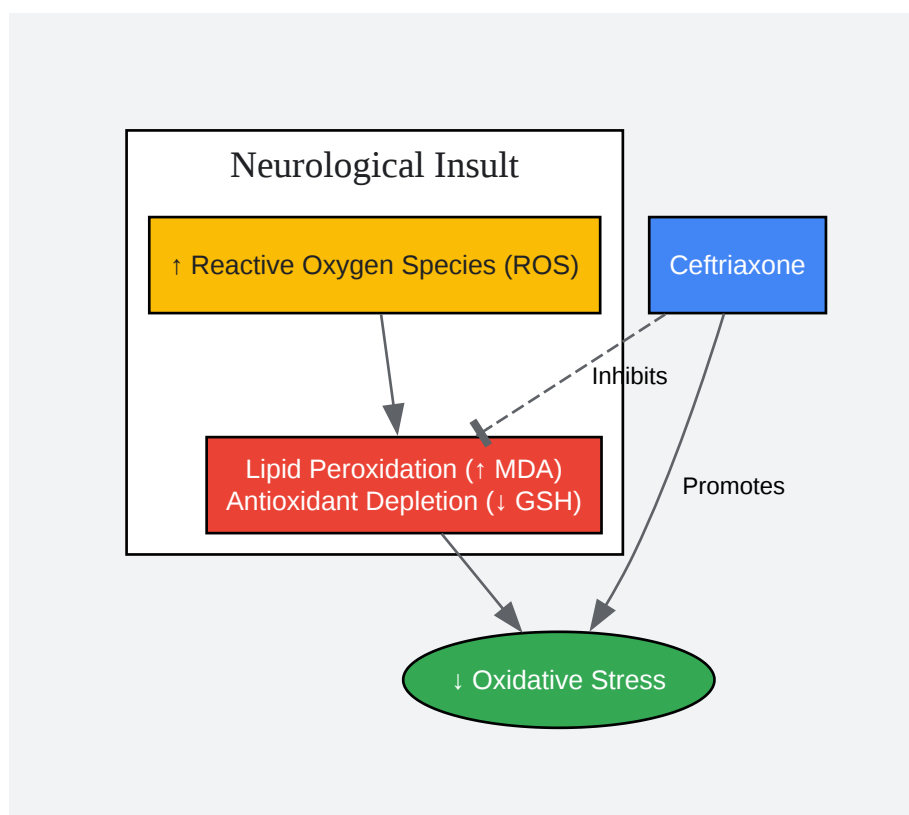 Neurological Insult
↑ Reactive Oxygen Species (ROS)
Ceftriaxone
Inhibits
Lipid Peroxidation (↑ MDA)
Antioxidant Depletion (↓ GSH)
Promotes
↓ Oxidative Stress